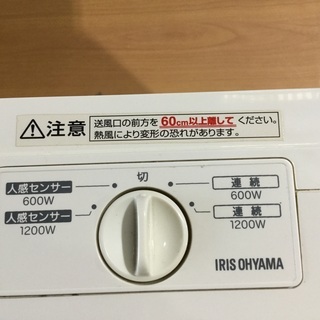 注意
送風口の前方を60cm以上離してください。
熱風により変形の恐れがあります。
切
人感センサー
600W
連続
600W
人感センサー
1200W
連続
1200W
IRIS OHYAMA